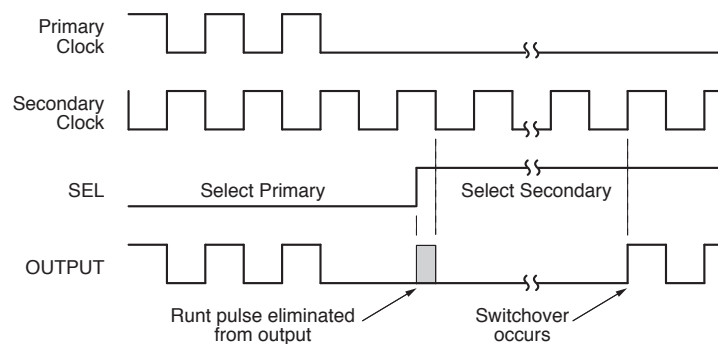 Primary
Clock
Secondary
Clock
SEL
Select Primary
Select Secondary
OUTPUT
Runt pulse eliminated
from output
Switchover
occurs